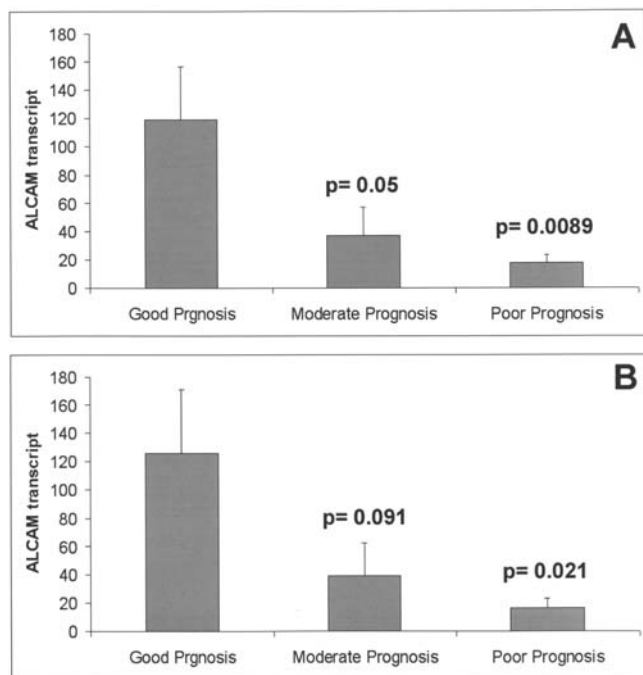 A
180
160
140
120
100
80
60
40
20
0
ALCAM transcript
p= 0.05
p= 0.0089
Good Prgnosis Moderate Prognosis Poor Prognosis
B
180
160
140
120
100
80
60
40
20
0
ALCAM transcript
p= 0.091
p= 0.021
Good Prgnosis Moderate Prognosis Poor Prognosis